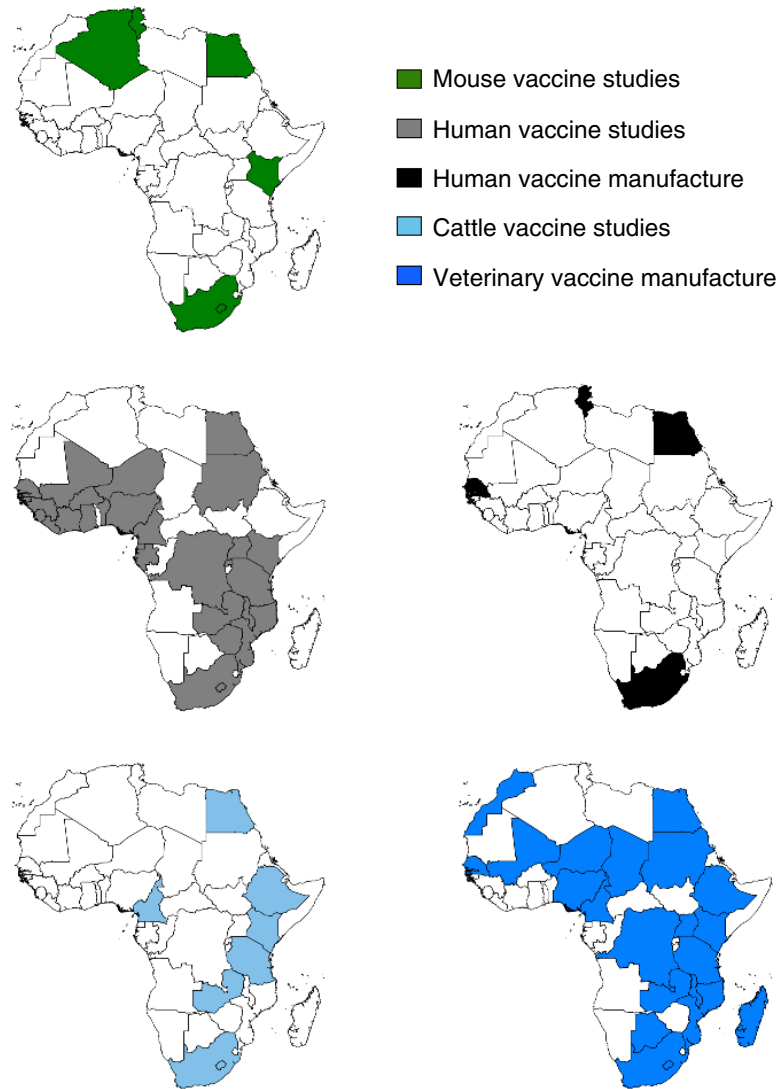 Mouse vaccine studies
Human vaccine studies
Human vaccine manufacture
Cattle vaccine studies
Veterinary vaccine manufacture